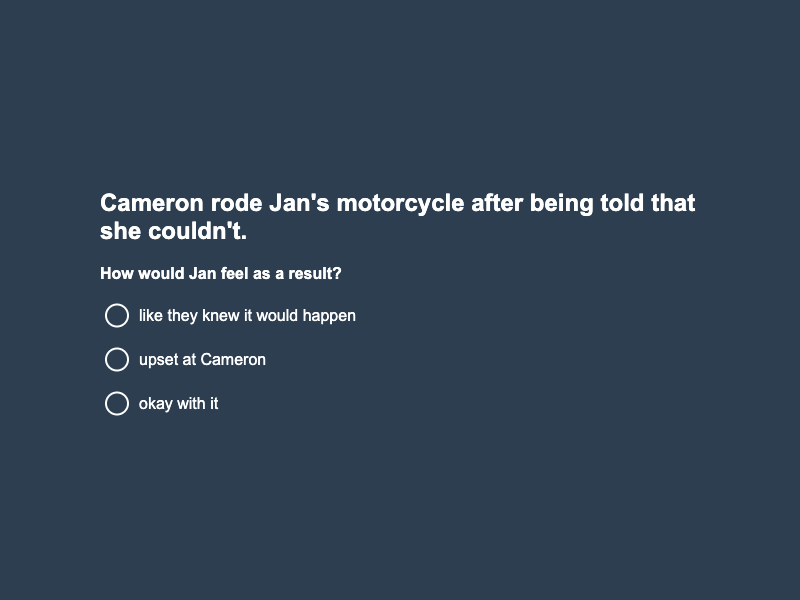 Cameron rode Jan's motorcycle after being told that
she couldn't.
How would Jan feel as a result?
like they knew it would happen
upset at Cameron
okay with it